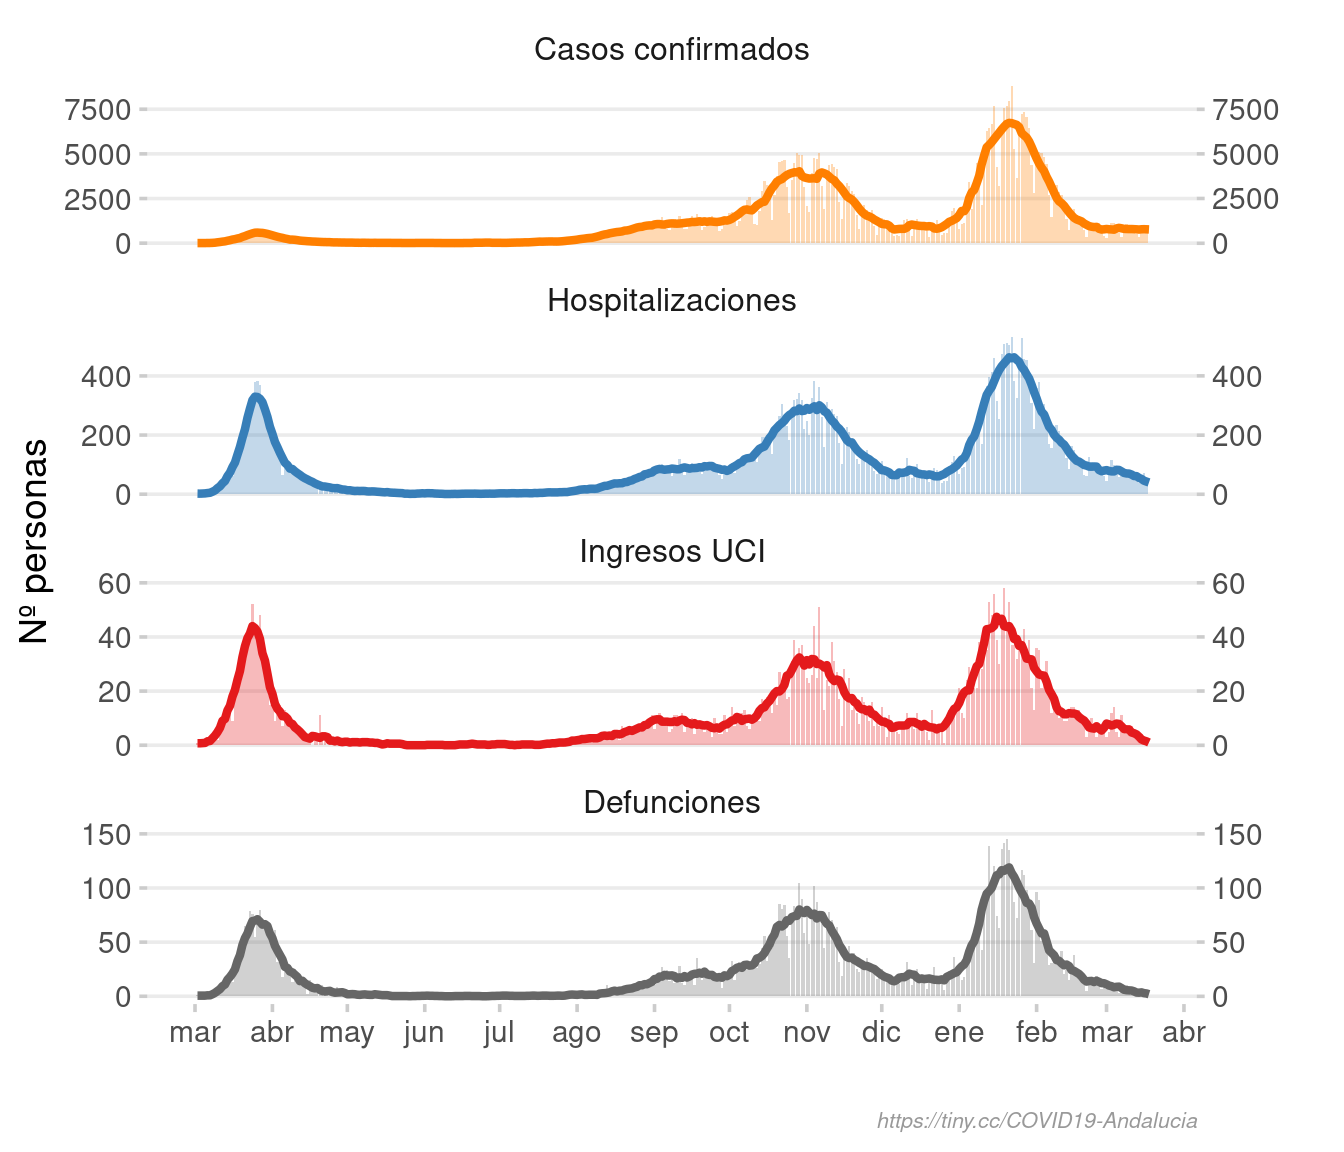 Casos confirmados
7500 7500
5000 5000
2500 2500
0 0
Hospitalizaciones
400 400
200 200
0 0
Nº personas
Ingresos UCI
60 60
40 40
20 20
0 0
Defunciones
150 150
100 100
50 50
0 0
mar abr may jun jul ago sep oct nov dic ene feb mar abr
https://tiny.cc/COVID19-Andalucia